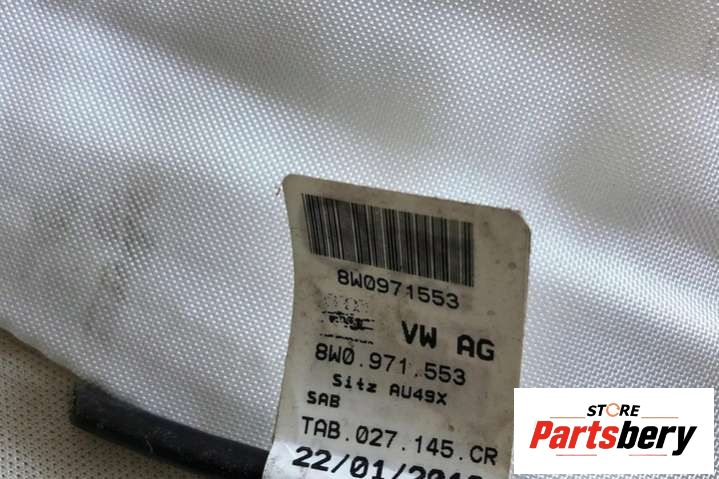 8W0971553
VW AG
8W0.971.553
Sitz AU49X
SAB
TAB.027.145.CR
STORE
Partsbery